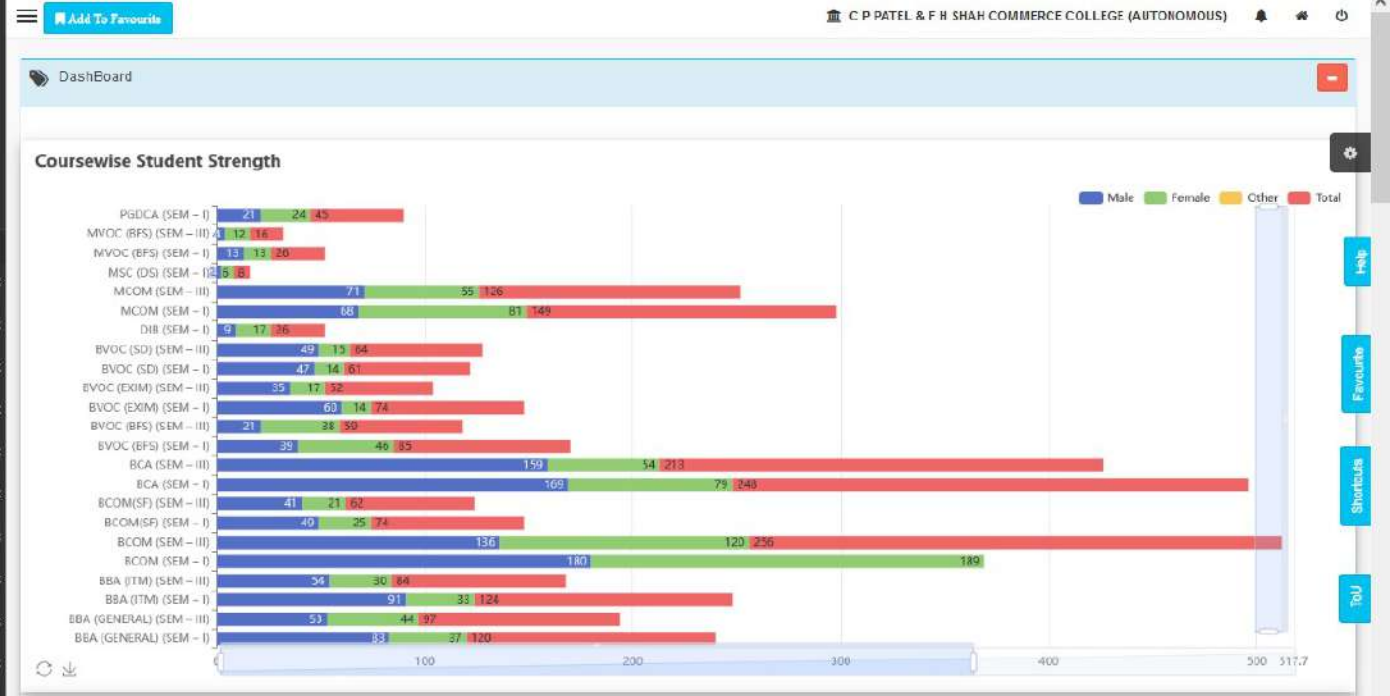 Add To Favourite
C P PATEL & F H SHAH COMMERCE COLLEGE (AUTONOMOUS)
DashBoard
Coursewise Student Strength
Male Female Other Total
PGDCA (SEM – I) 21 24 45
MVOC (BFS) (SEM – III) 4 12 16
MVOC (BFS) (SEM – I) 13 13 26
MSC (DS) (SEM – I) 2 6 8
MCOM (SEM – III) 71 55 126
MCOM (SEM – I) 68 81 149
DIB (SEM – I) 9 17 26
BVOC (SD) (SEM – III) 49 15 64
BVOC (SD) (SEM – I) 47 14 61
BVOC (EXIM) (SEM – III) 35 17 52
BVOC (EXIM) (SEM – I) 60 14 74
BVOC (BFS) (SEM – III) 21 38 59
BVOC (BFS) (SEM – I) 39 46 85
BCA (SEM – III) 159 54 213
BCA (SEM – I) 169 79 248
BCOM(SF) (SEM – III) 41 21 62
BCOM(SF) (SEM – I) 49 25 74
BCOM (SEM – III) 136 120 256
BCOM (SEM – I) 180 189
BBA (ITM) (SEM – III) 54 30 84
BBA (ITM) (SEM – I) 91 33 124
BBA (GENERAL) (SEM – III) 53 44 97
BBA (GENERAL) (SEM – I) 83 37 120
0 100 200 300 400 500 517.7
Help
Favourite
Shortcuts
ToU